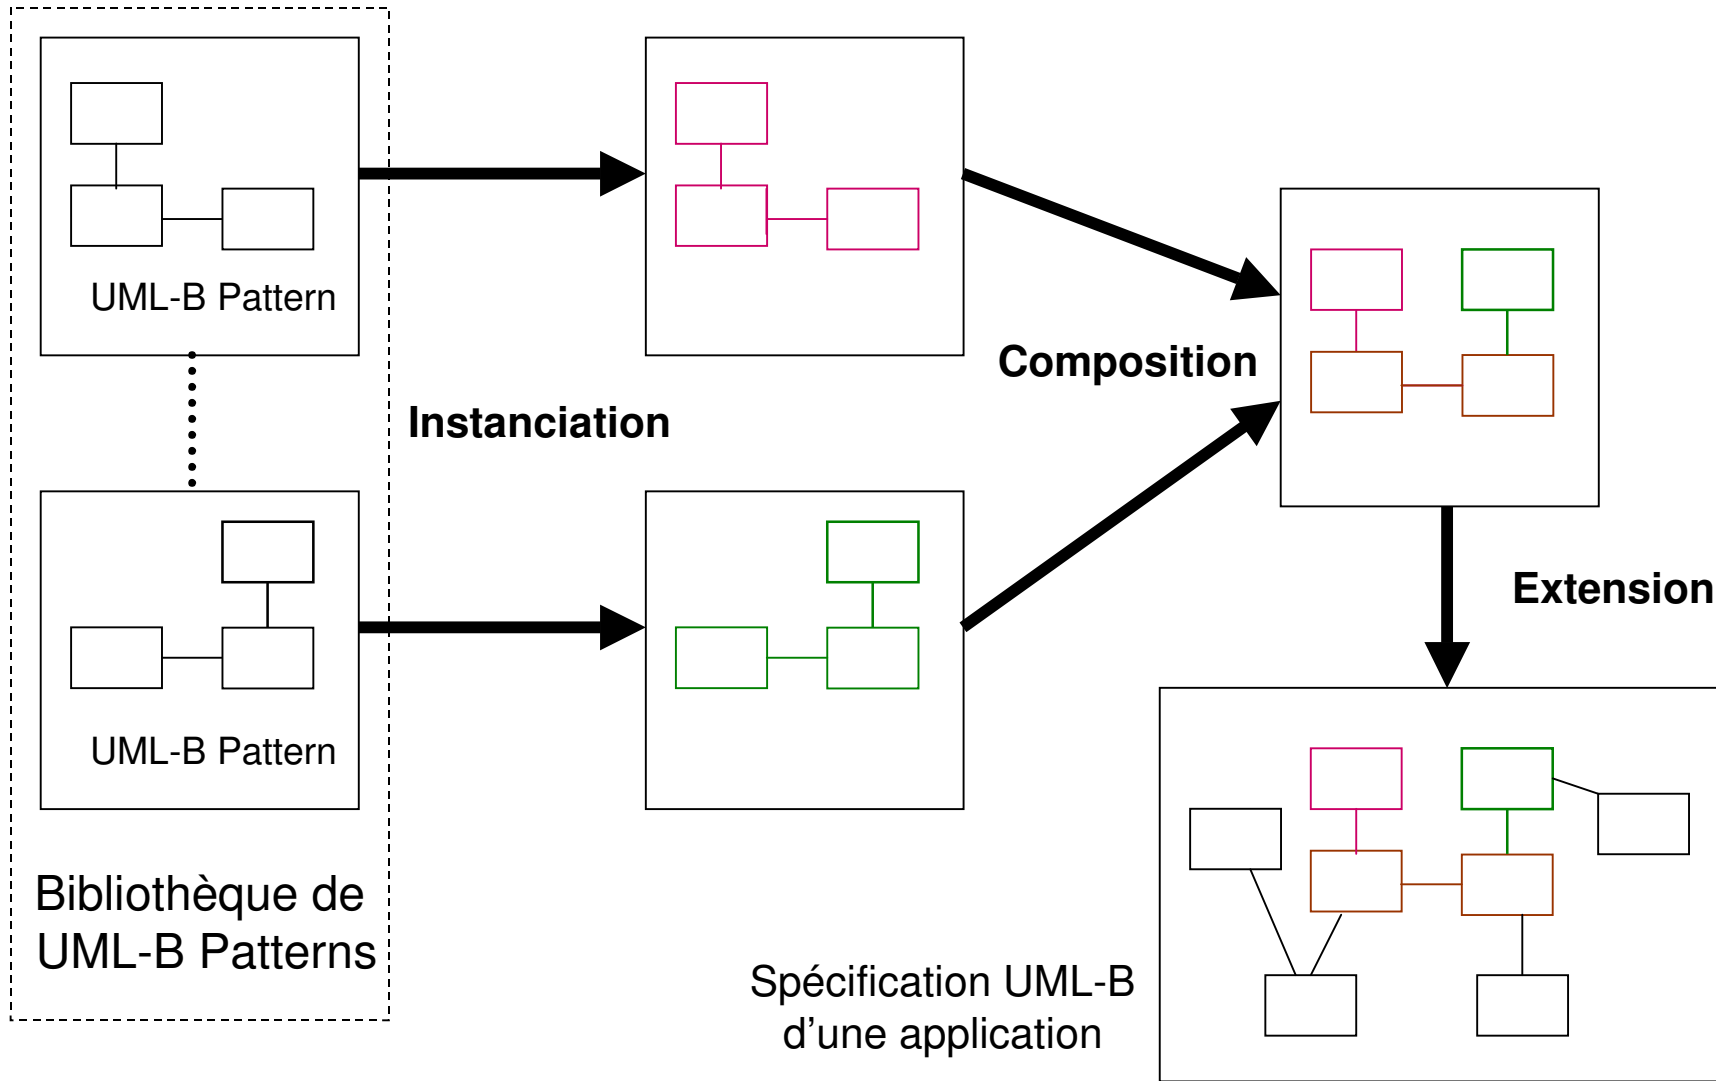 UML-B Pattern
Composition
Instanciation
Extension
UML-B Pattern
Bibliothèque de
UML-B Patterns
Spécification UML-B
d’une application